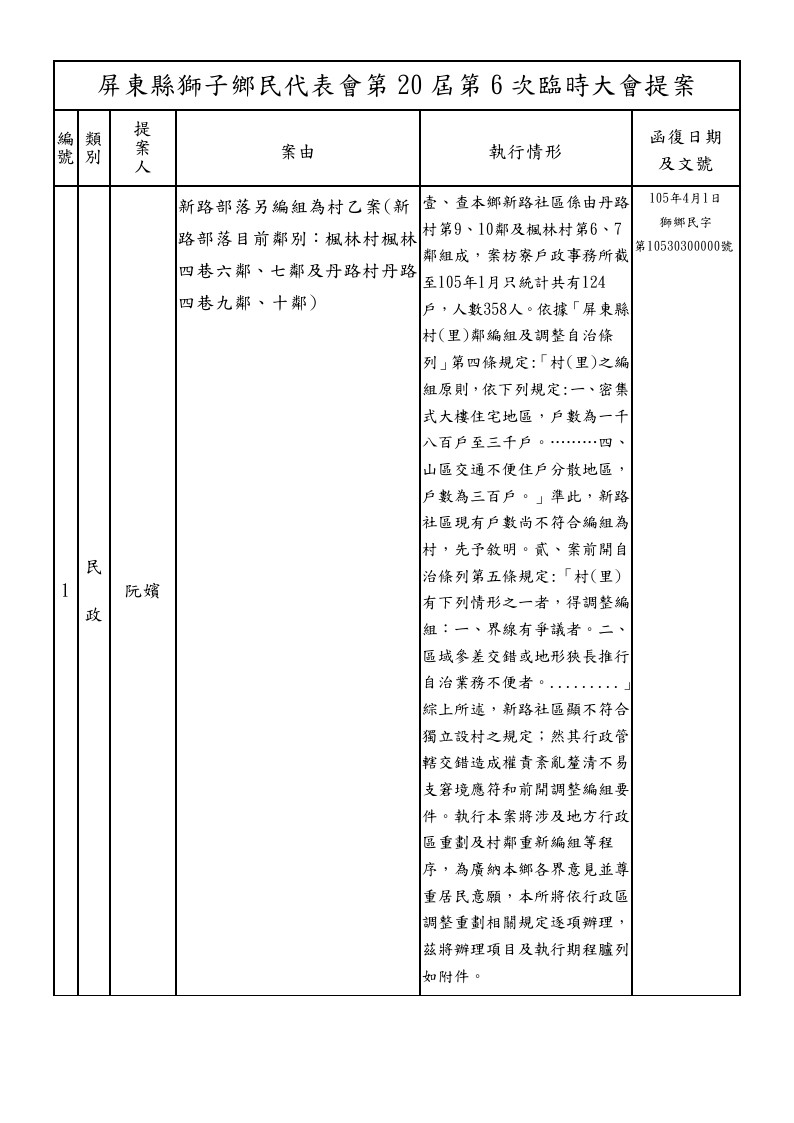 屏東縣獅子鄉民代表會第 20 屆第 6 次臨時大會提案
編號
類別
提案人
案由
執行情形
函復日期
及文號
1
民政
阮嬪
新路部落另編組為村乙案(新
路部落目前鄰別：楓林村楓林
四巷六鄰、七鄰及丹路村丹路
四巷九鄰、十鄰)
壹、查本鄉新路社區係由丹路
村第9、10鄰及楓林村第6、7
鄰組成，案枋寮戶政事務所截
至105年1月只統計共有124
戶，人數358人。依據「屏東縣
村(里)鄰編組及調整自治條
列」第四條規定:「村(里)之編
組原則，依下列規定:一、密集
式大樓住宅地區，戶數為一千
八百戶至三千戶。………四、
山區交通不便住戶分散地區，
戶數為三百戶。」準此，新路
社區現有戶數尚不符合編組為
村，先予敘明。貳、案前開自
治條列第五條規定:「村(里)
有下列情形之一者，得調整編
組：一、界線有爭議者。二、
區域參差交錯或地形狹長推行
自治業務不便者。.........」
綜上所述，新路社區顯不符合
獨立設村之規定；然其行政管
轄交錯造成權責紊亂釐清不易
支窘境應符和前開調整編組要
件。執行本案將涉及地方行政
區重劃及村鄰重新編組等程
序，為廣納本鄉各界意見並尊
重居民意願，本所將依行政區
調整重劃相關規定逐項辦理，
茲將辦理項目及執行期程臚列
如附件。
105年4月1日
獅鄉民字
第10530300000號